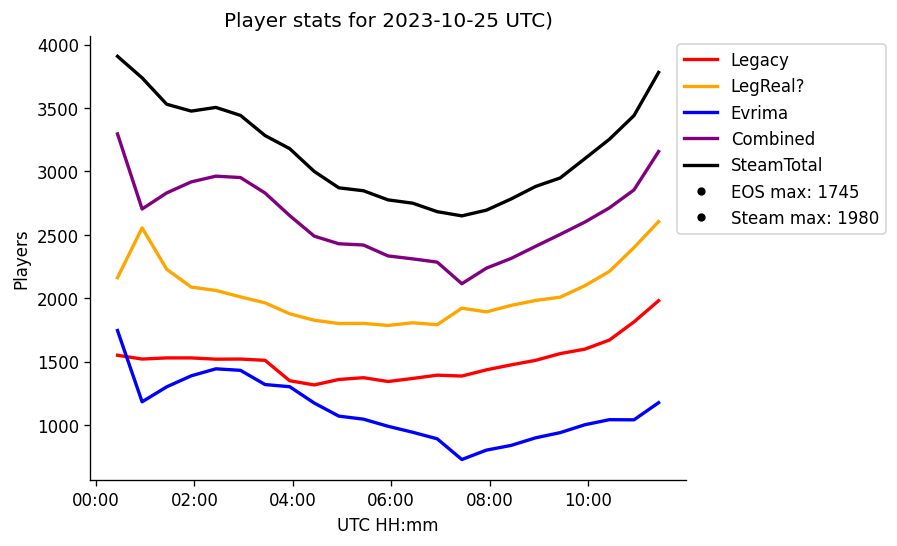 Player stats for 2023-10-25 UTC)
4000
3500
3000
2500
2000
1500
1000
Players
00:00 02:00 04:00 06:00 08:00 10:00
UTC HH:mm
Legacy
LegReal?
Evrima
Combined
SteamTotal
EOS max: 1745
Steam max: 1980